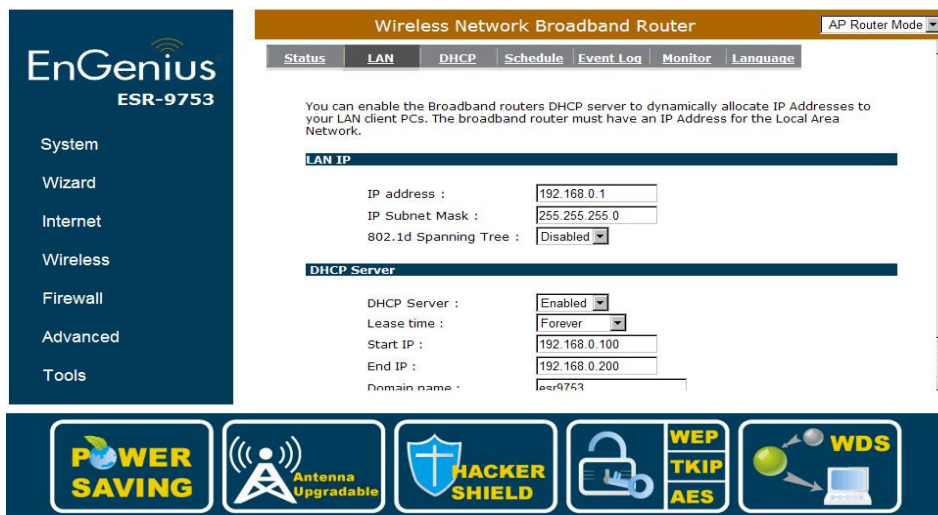 Wireless Network Broadband Router
AP Router Mode
EnGenius
ESR-9753
System
Wizard
Internet
Wireless
Firewall
Advanced
Tools
Status LAN DHCP Schedule Event Log Monitor Language
You can enable the Broadband routers DHCP server to dynamically allocate IP Addresses to
your LAN client PCs. The broadband router must have an IP Address for the Local Area
Network.
LAN IP
IP address : 192.168.0.1
IP Subnet Mask : 255.255.255.0
802.1d Spanning Tree : Disabled
DHCP Server
DHCP Server : Enabled
Lease time : Forever
Start IP : 192.168.0.100
End IP : 192.168.0.200
Domain name : esr9753
POWER
SAVING
Antenna
Upgradable
HACKER
SHIELD
WEP
TKIP
AES
WDS